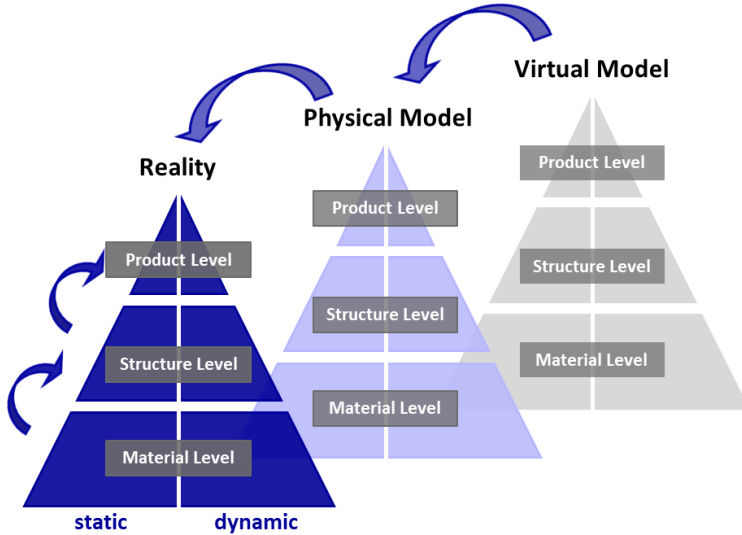 Virtual Model
Physical Model
Reality
Product Level
Structure Level
Material Level
Product Level
Structure Level
Material Level
Product Level
Structure Level
Material Level
static
dynamic